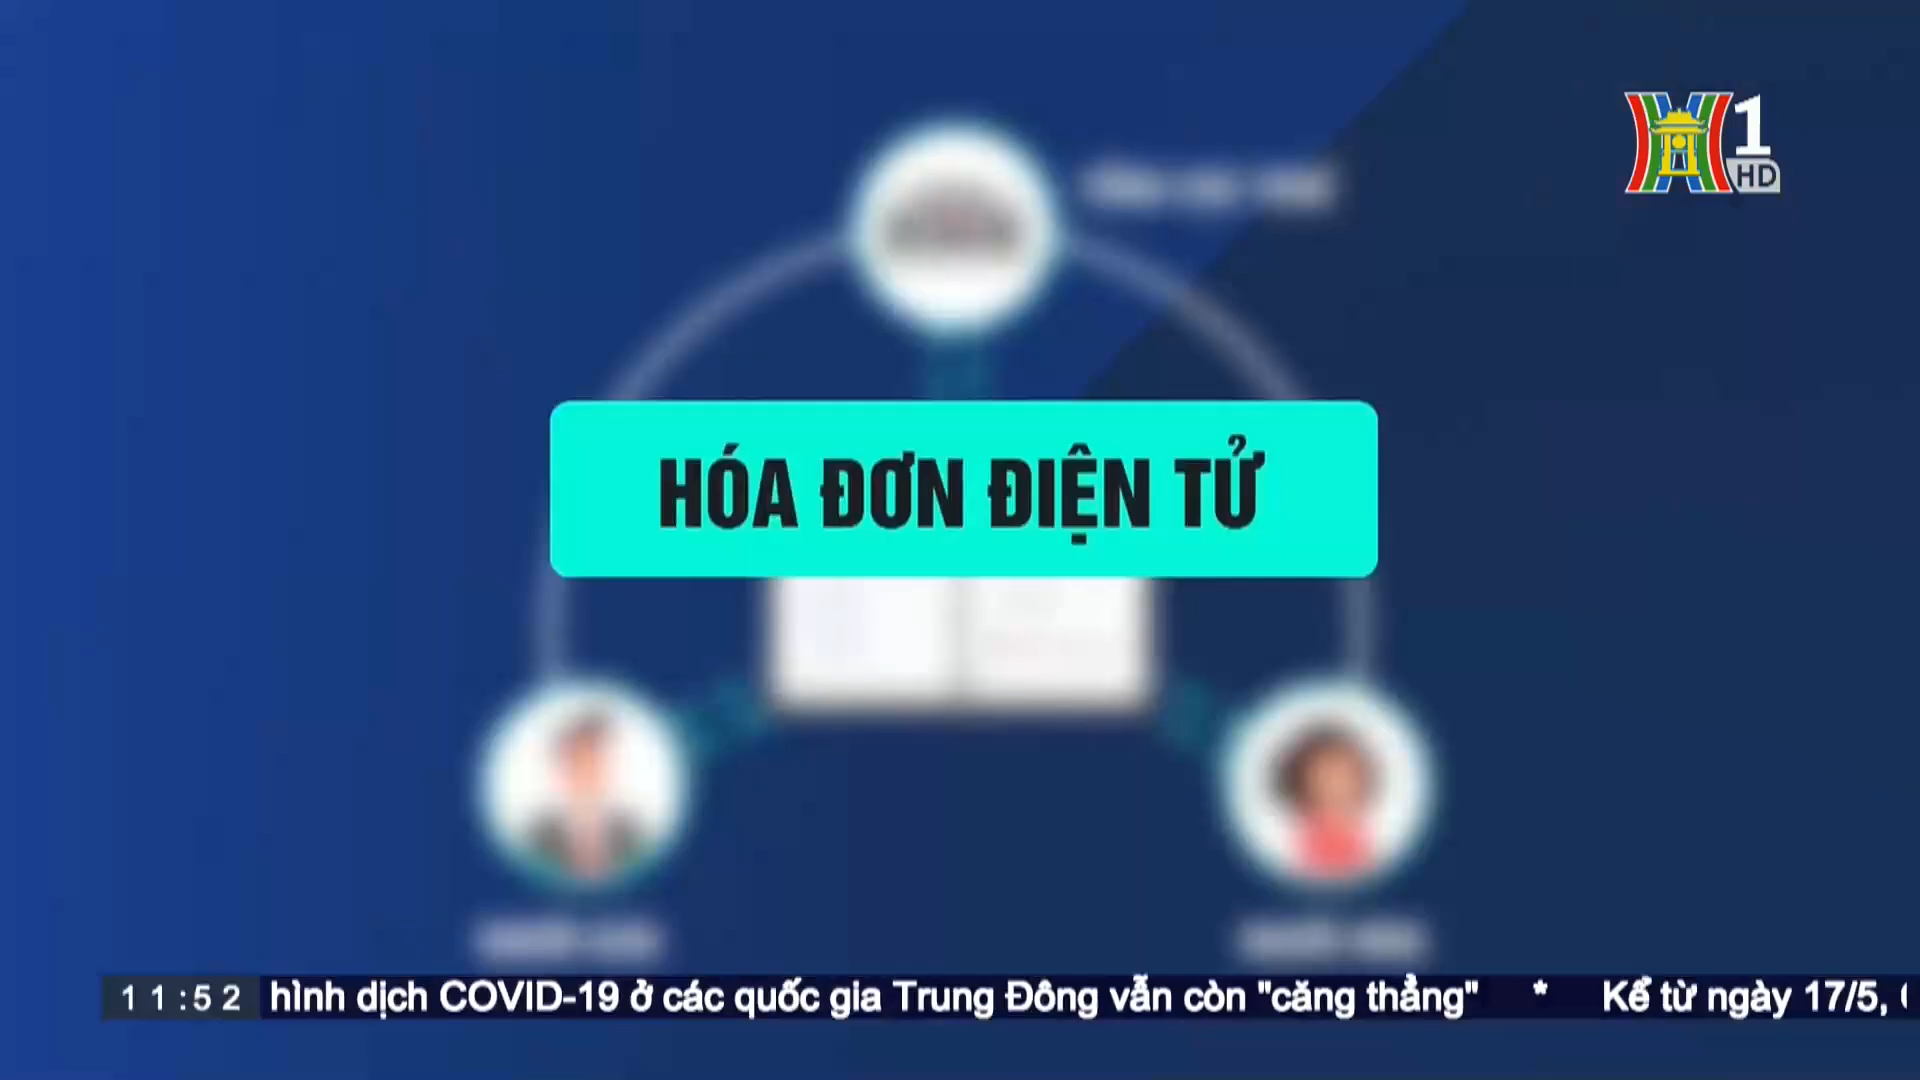 1
HD
HÓA ĐƠN ĐIỆN TỬ
11:52 hình dịch COVID-19 ở các quốc gia Trung Đông vẫn còn "căng thẳng" * Kể từ ngày 17/5,